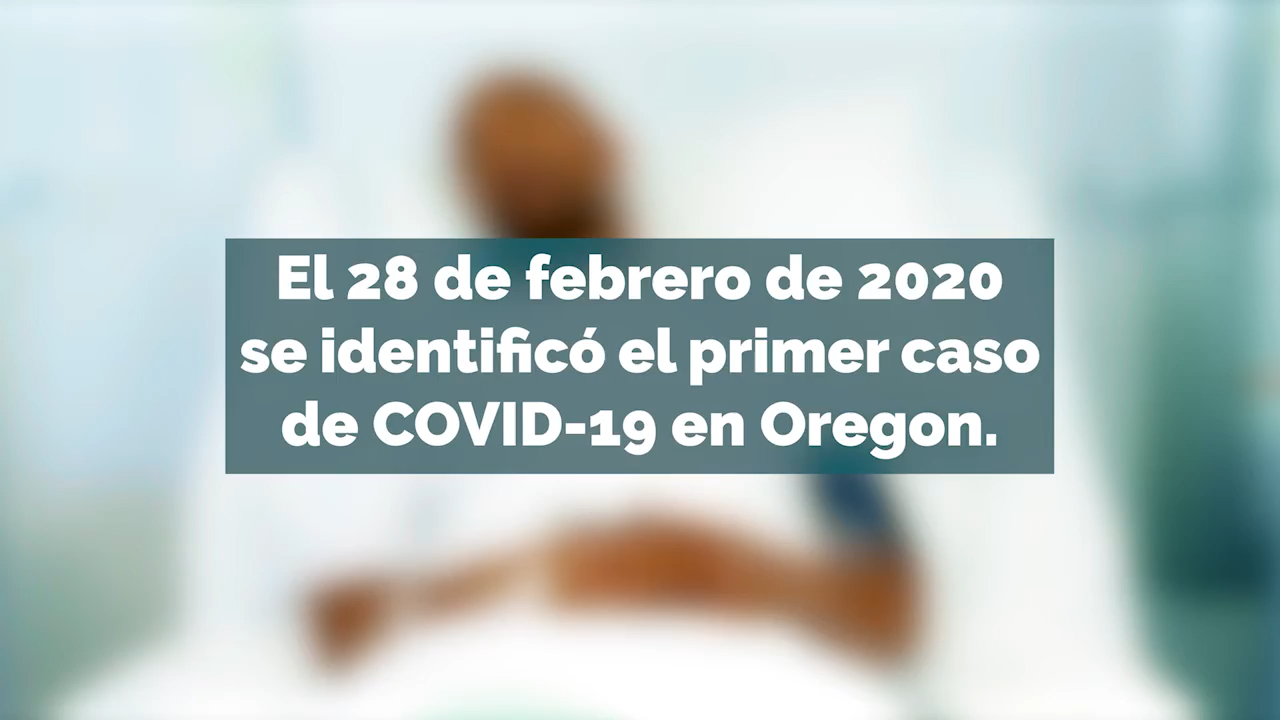 El 28 de febrero de 2020
se identificó el primer caso
de COVID-19 en Oregon.